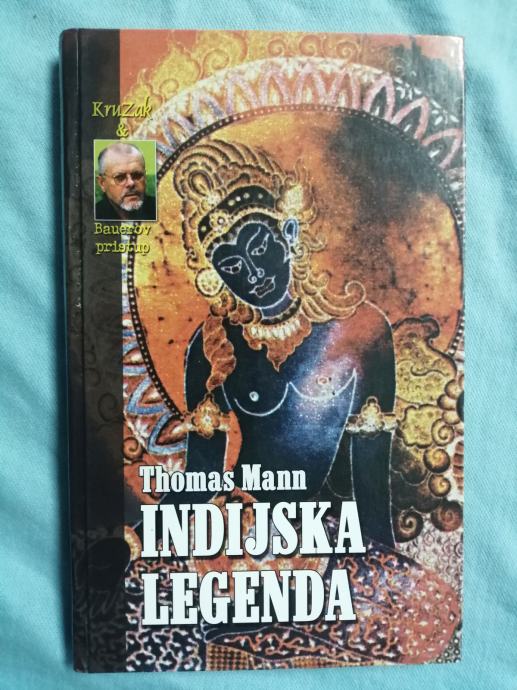 KruZak
&
Bauerov
pristup
Thomas Mann
INDIJSKA
LEGENDA